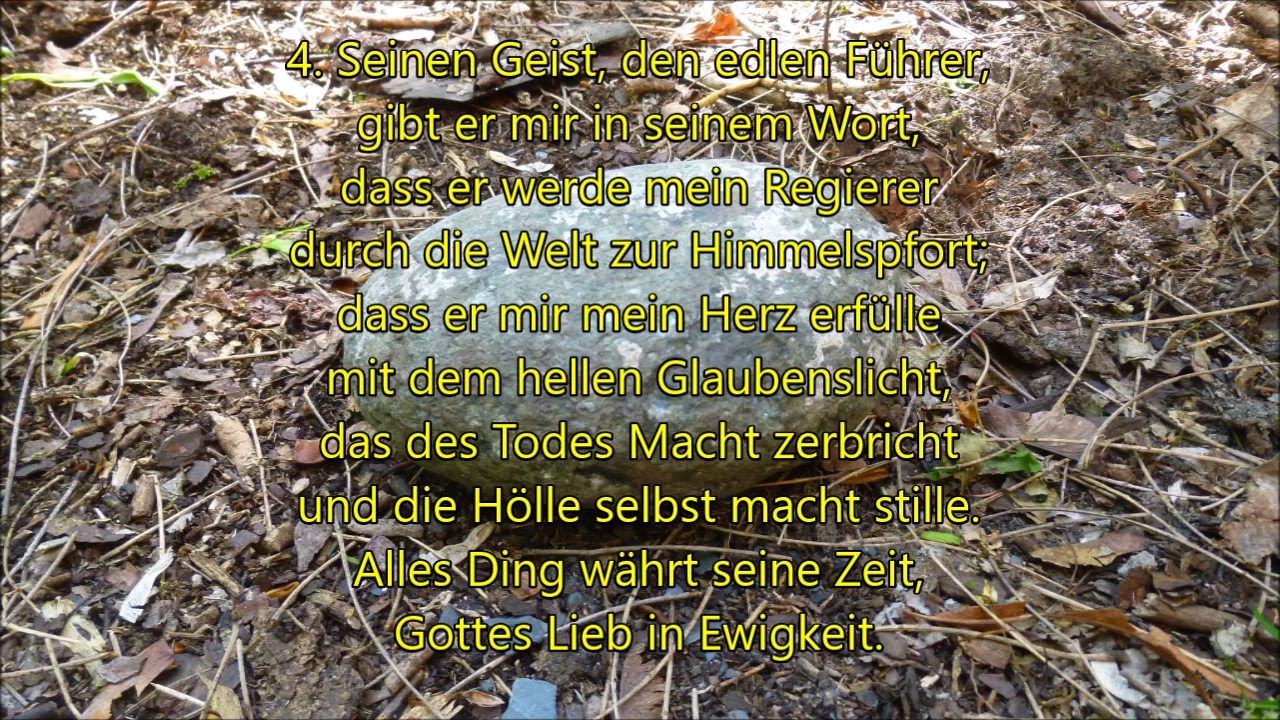 4. Seinen Geist, den edlen Führer,
gibt er mir in seinem Wort,
dass er werde mein Regierer
durch die Welt zur Himmelspfort;
dass er mir mein Herz erfülle
mit dem hellen Glaubenslicht,
das des Todes Macht zerbricht
und die Hölle selbst macht stille.
Alles Ding währt seine Zeit,
Gottes Lieb in Ewigkeit.